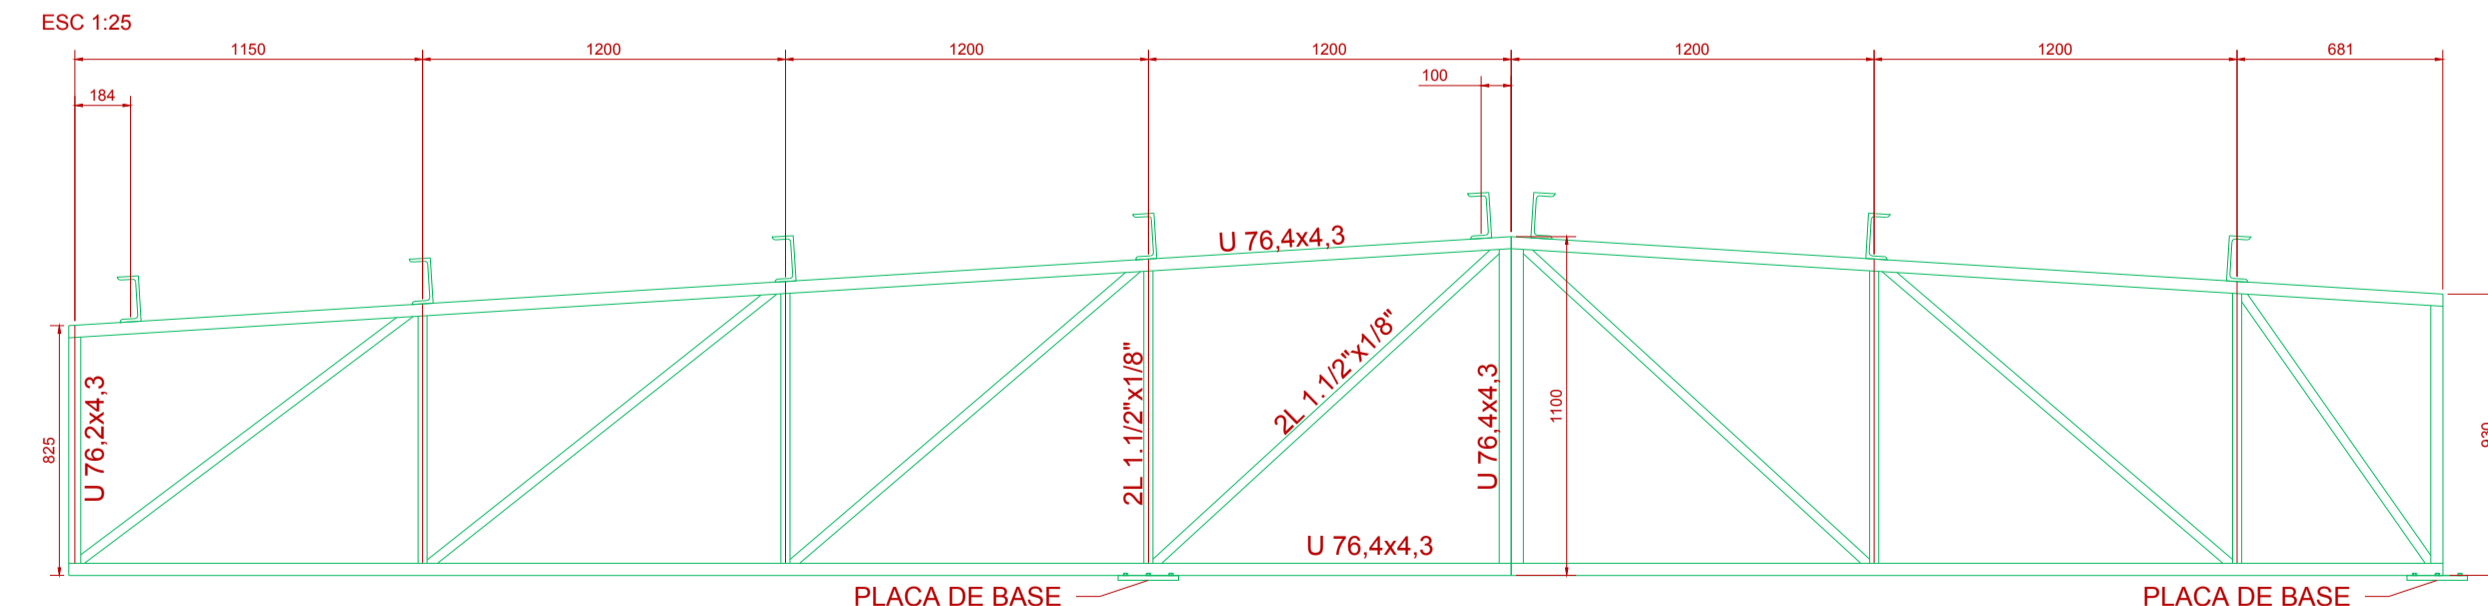 ESC 1:25
1150
1200
1200
1200
1200
1200
681
184
100
U 76,4x4,3
825
U 76,2x4,3
2L 1.1/2"x1/8"
2L 1.1/2"x1/8"
U 76,4x4,3
1100
930
U 76,4x4,3
PLACA DE BASE
PLACA DE BASE